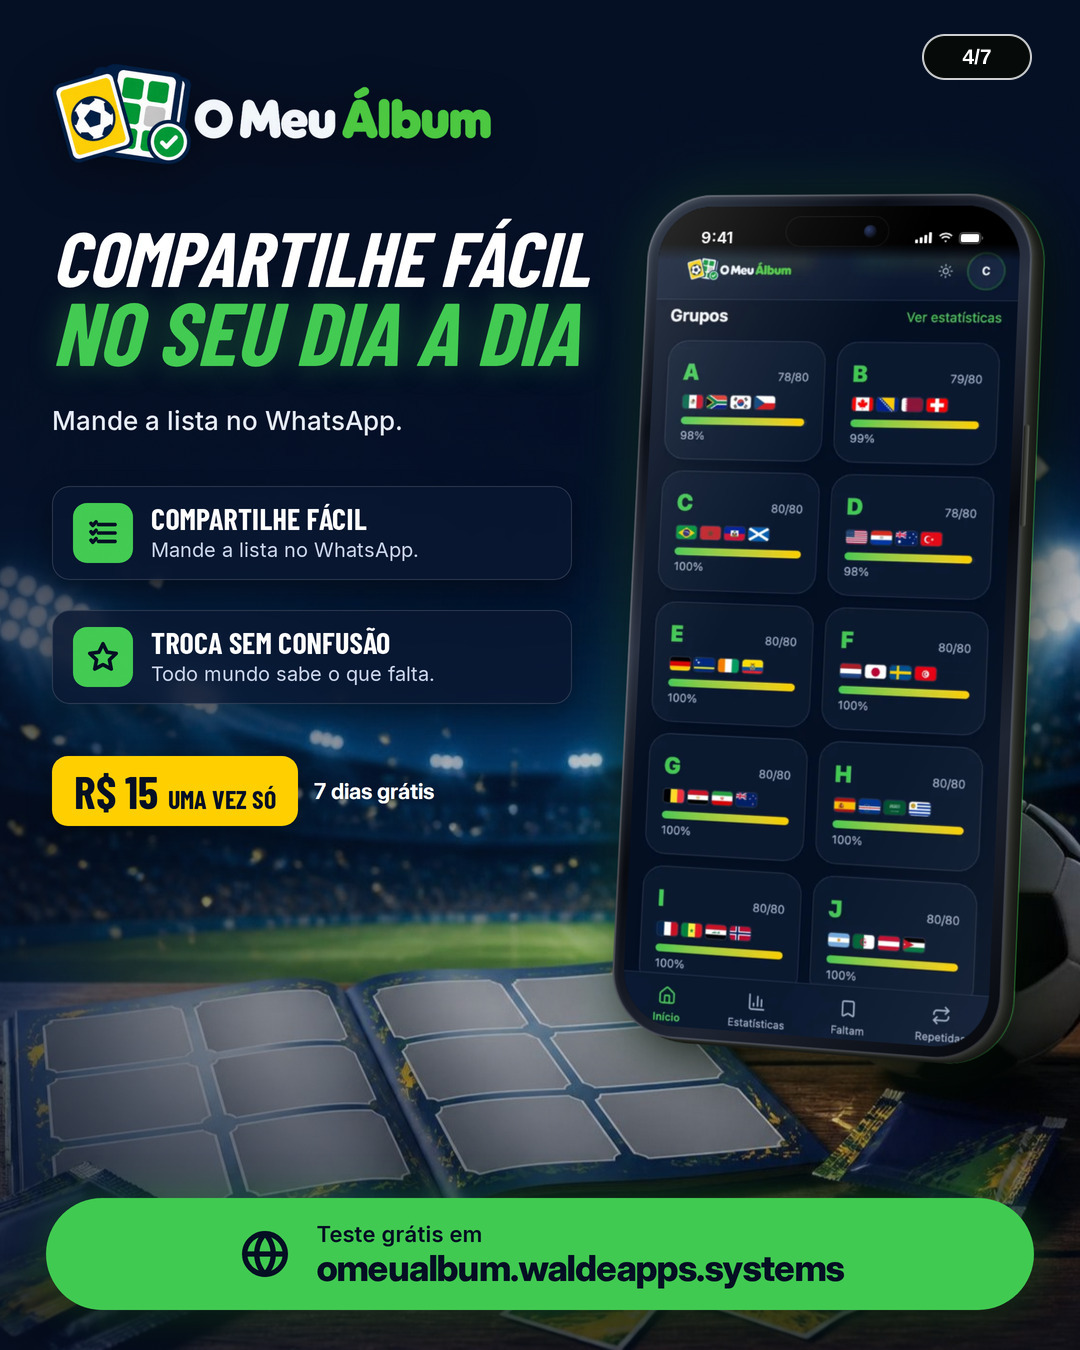 4/7
O Meu Álbum
COMPARTILHE FÁCIL
NO SEU DIA A DIA
Mande a lista no WhatsApp.
COMPARTILHE FÁCIL
Mande a lista no WhatsApp.
TROCA SEM CONFUSÃO
Todo mundo sabe o que falta.
R$ 15 UMA VEZ SÓ
7 dias grátis
9:41
O Meu Álbum
C
Grupos
Ver estatísticas
A
78/80
98%
B
79/80
99%
C
80/80
100%
D
78/80
98%
E
80/80
100%
F
80/80
100%
G
80/80
100%
H
80/80
100%
I
80/80
100%
J
80/80
100%
Início
Estatísticas
Faltam
Repetidas
Teste grátis em
omeualbum.waldeapps.systems